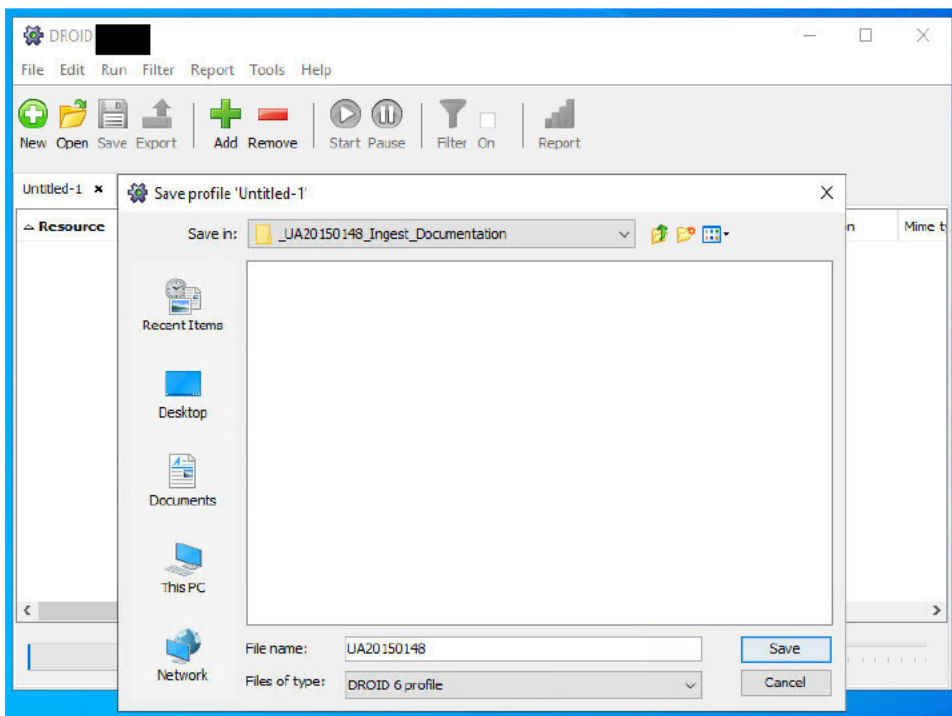 DROID
File Edit Run Filter Report Tools Help
New Open Save Export Add Remove Start Pause Filter On Report
Untitled-1
Save profile 'Untitled-1'
Resource
n Mime t
Save in: _UA20150148_Ingest_Documentation
Recent Items
Desktop
Documents
This PC
Network
File name: UA20150148 Save
Files of type: DROID 6 profile Cancel